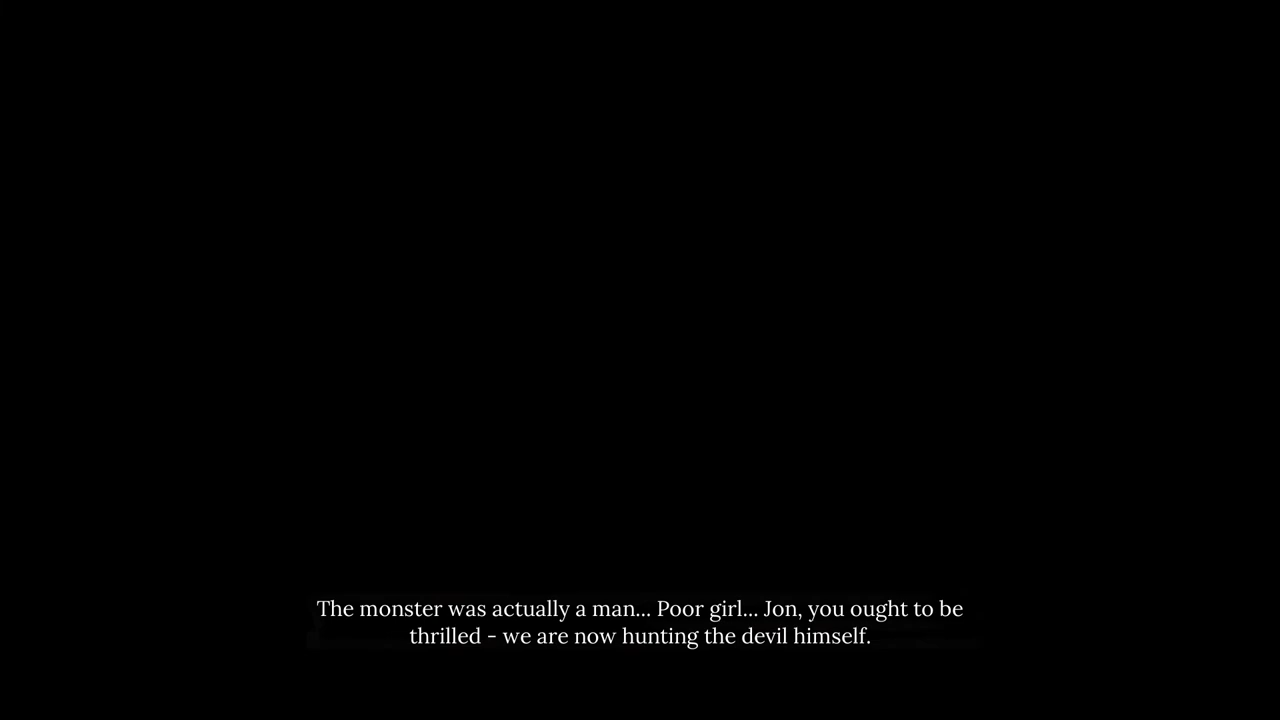 The monster was actually a man... Poor girl... Jon, you ought to be
thrilled - we are now hunting the devil himself.